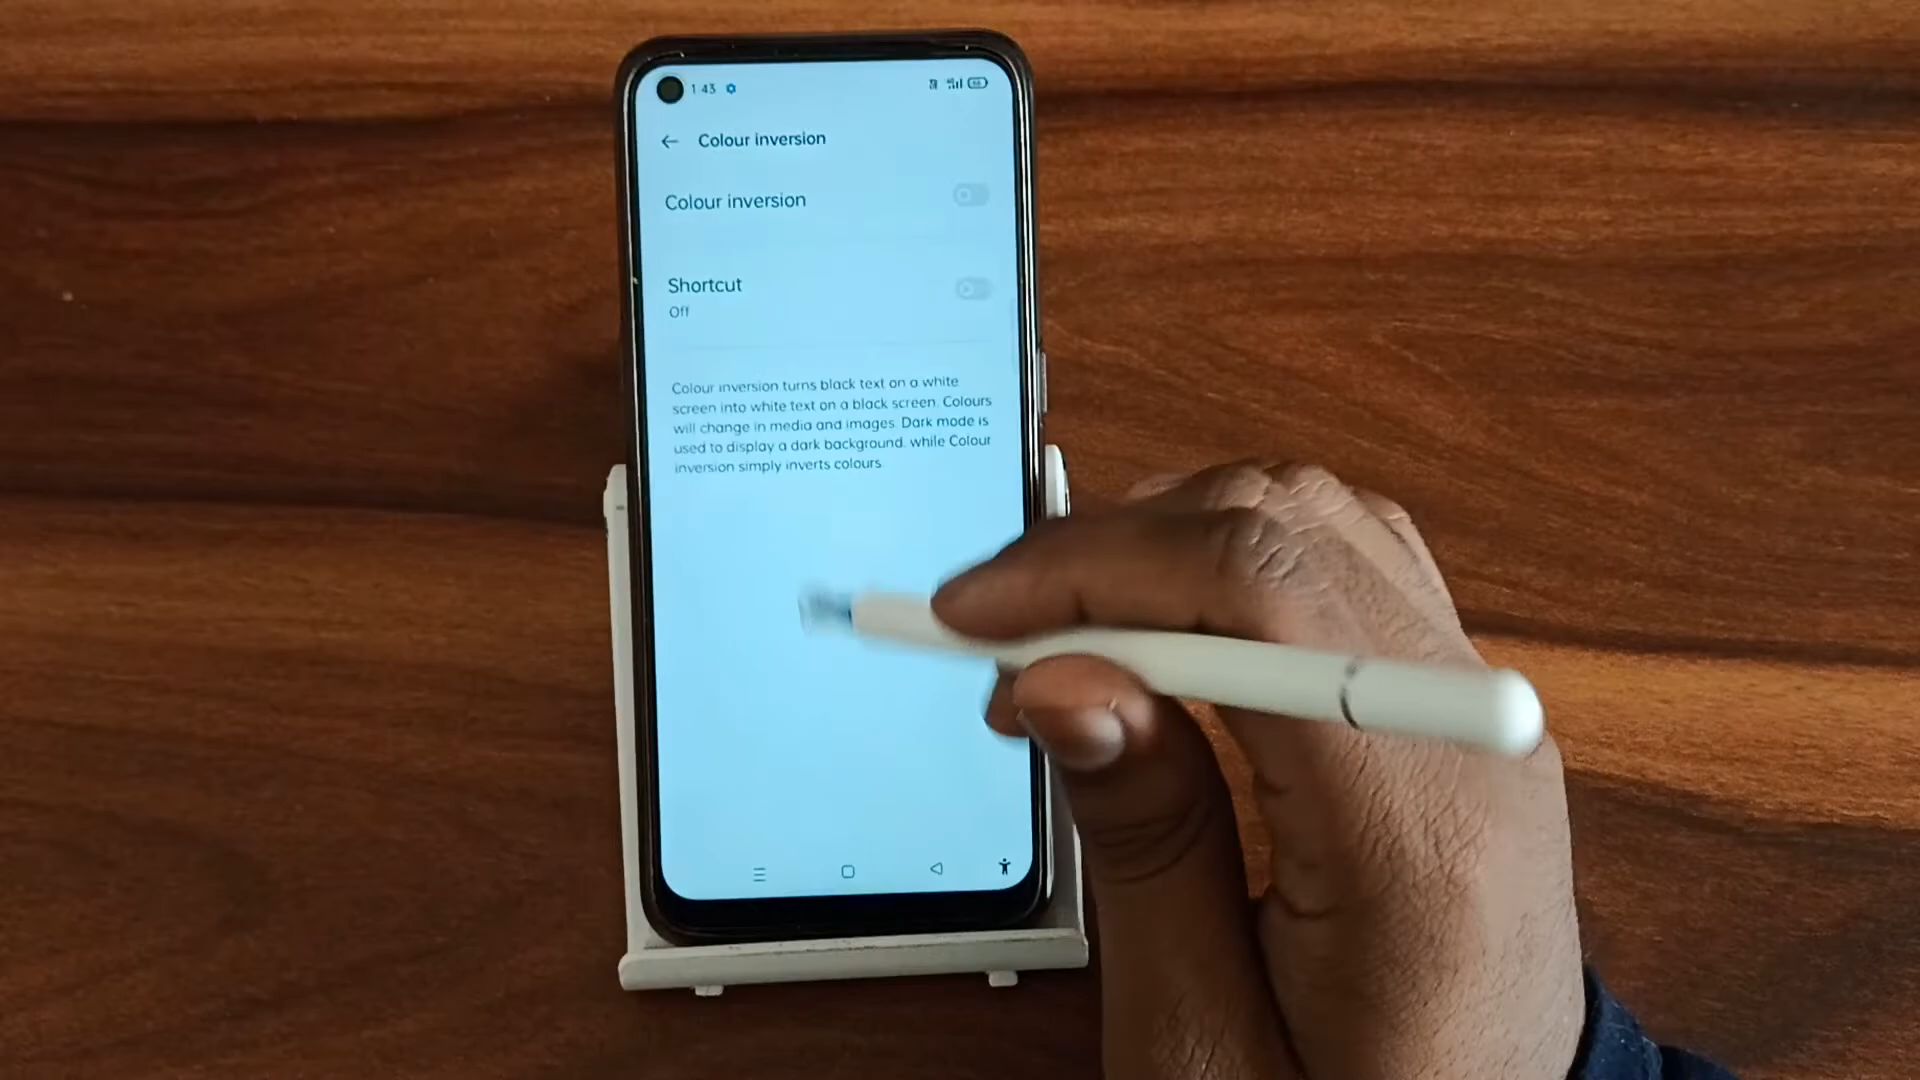 1 43
Colour inversion
Colour inversion
Shortcut
Off
Colour inversion turns black text on a white
screen into white text on a black screen. Colours
will change in media and images. Dark mode is
used to display a dark background, while Colour
inversion simply inverts colours